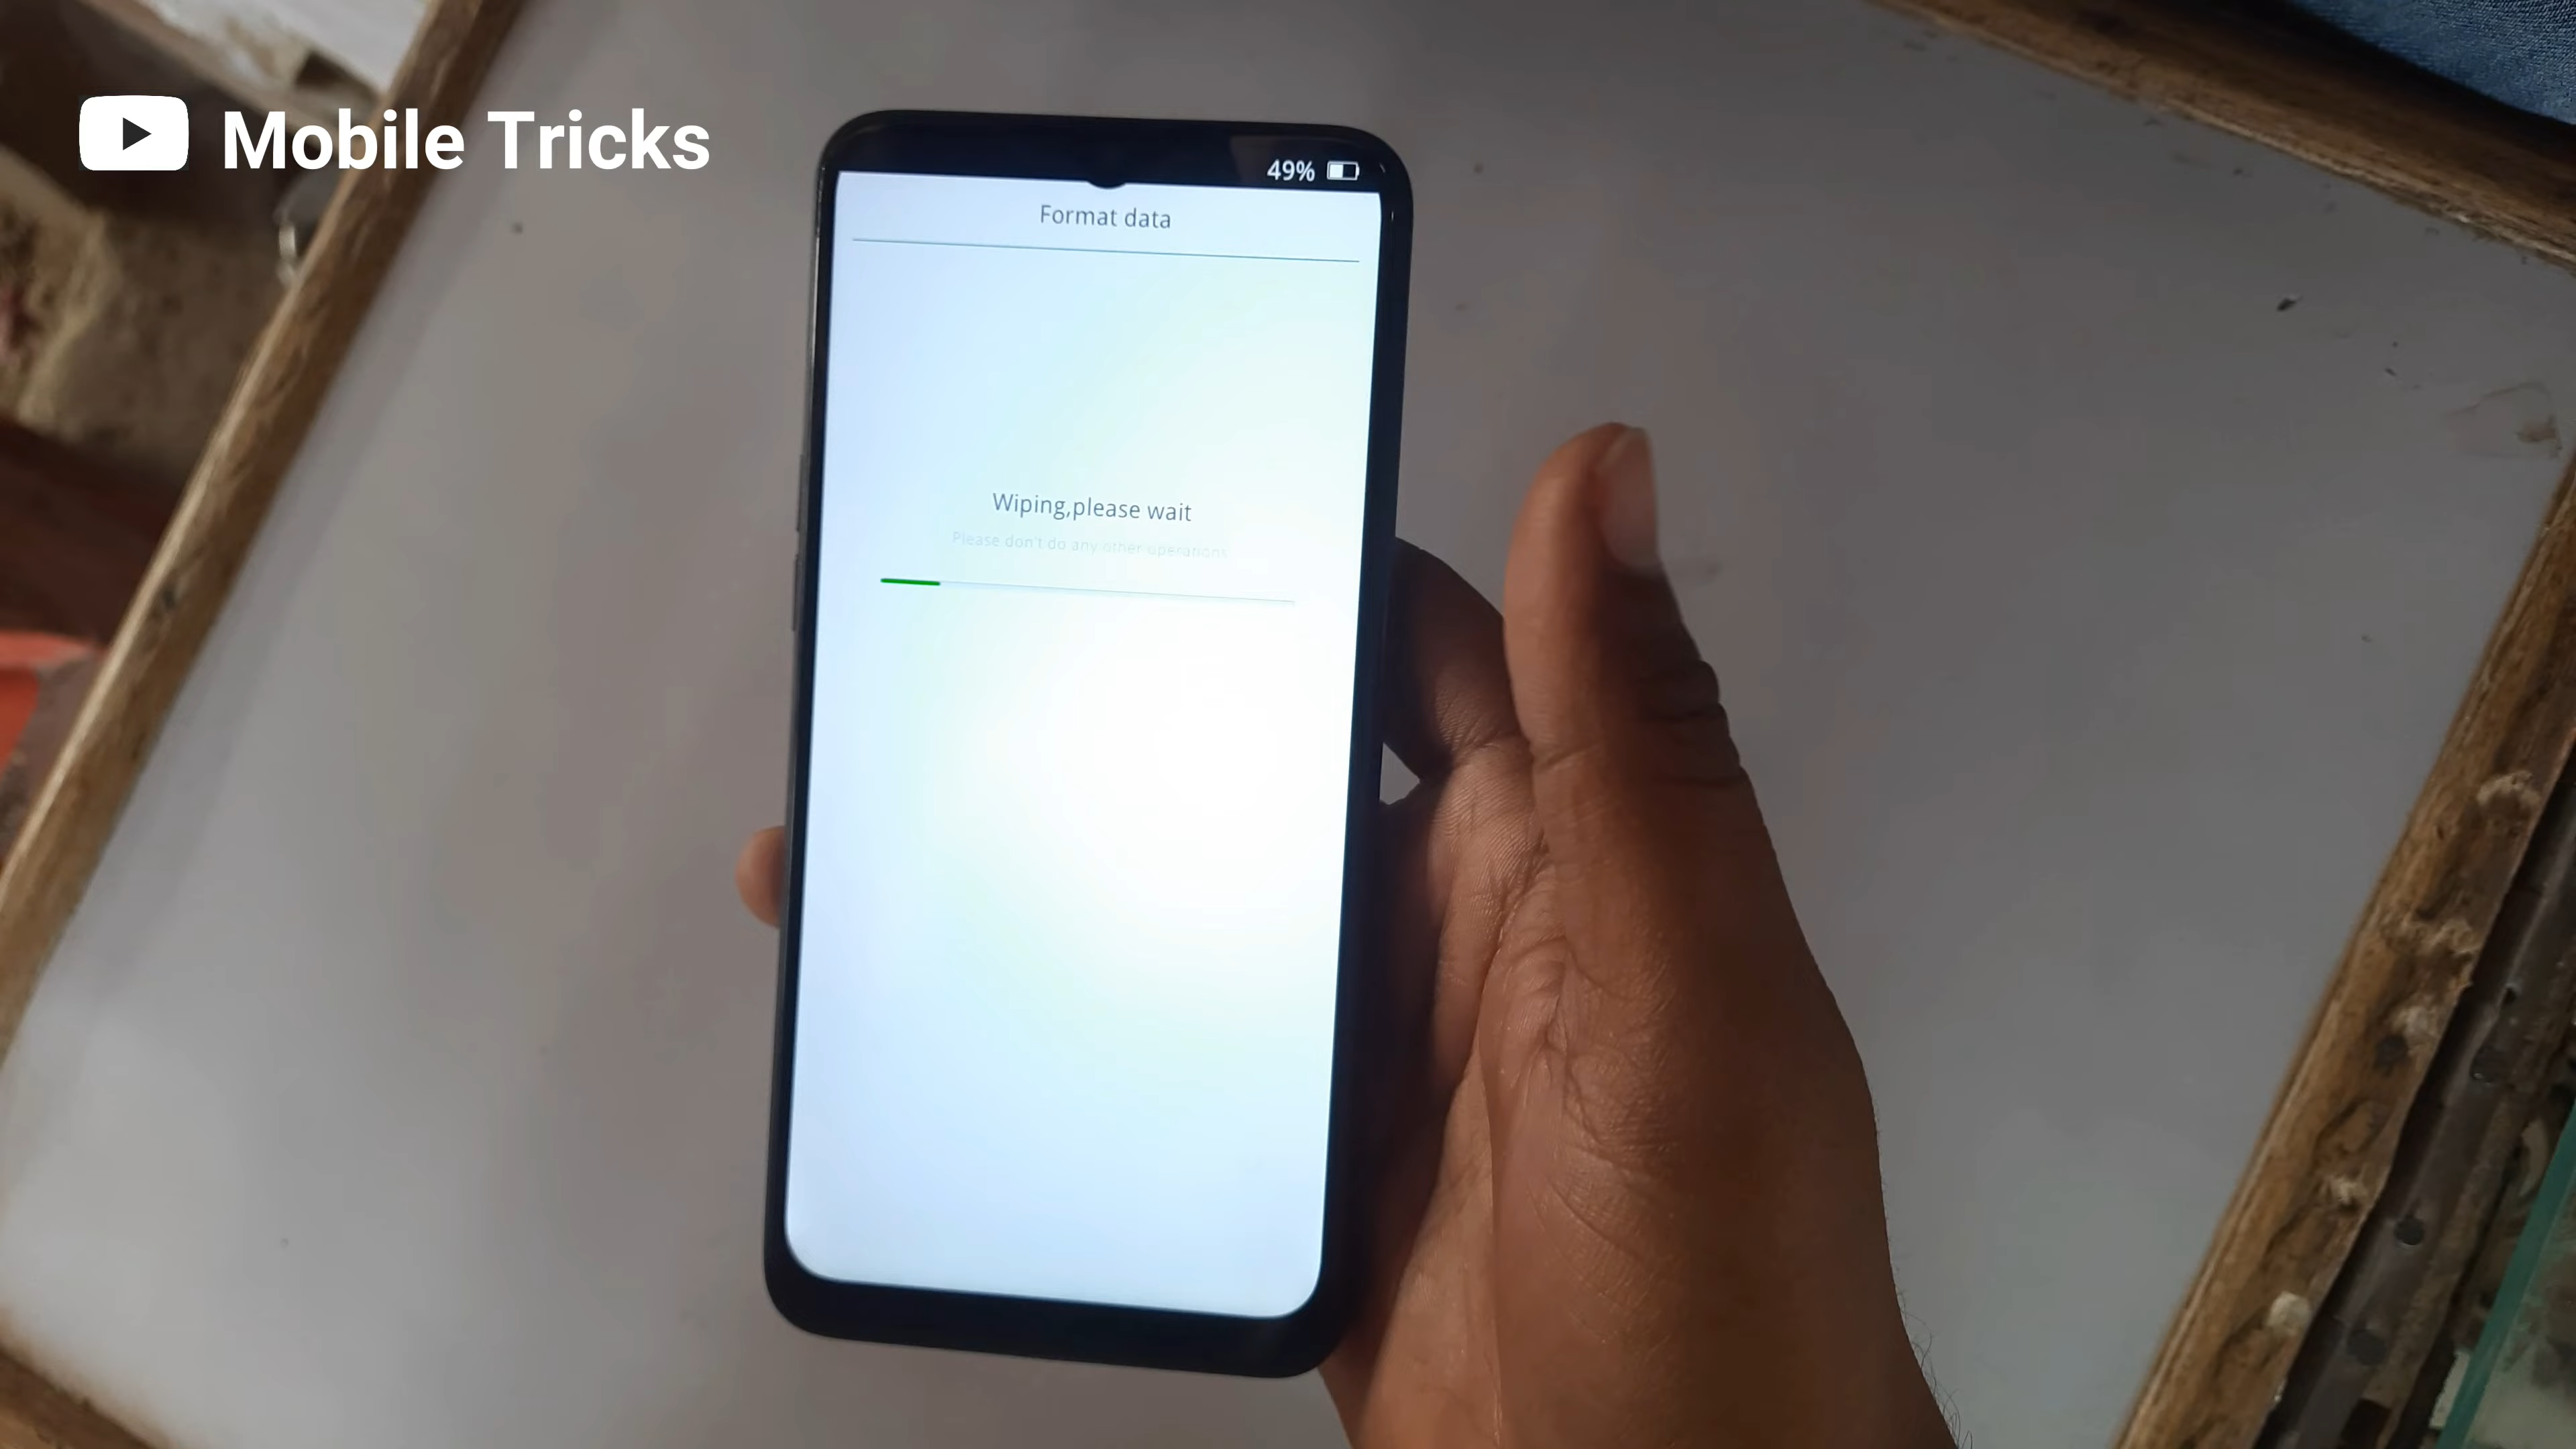 Mobile Tricks
49%
Format data
Wiping,please wait
Please don't do any other operations